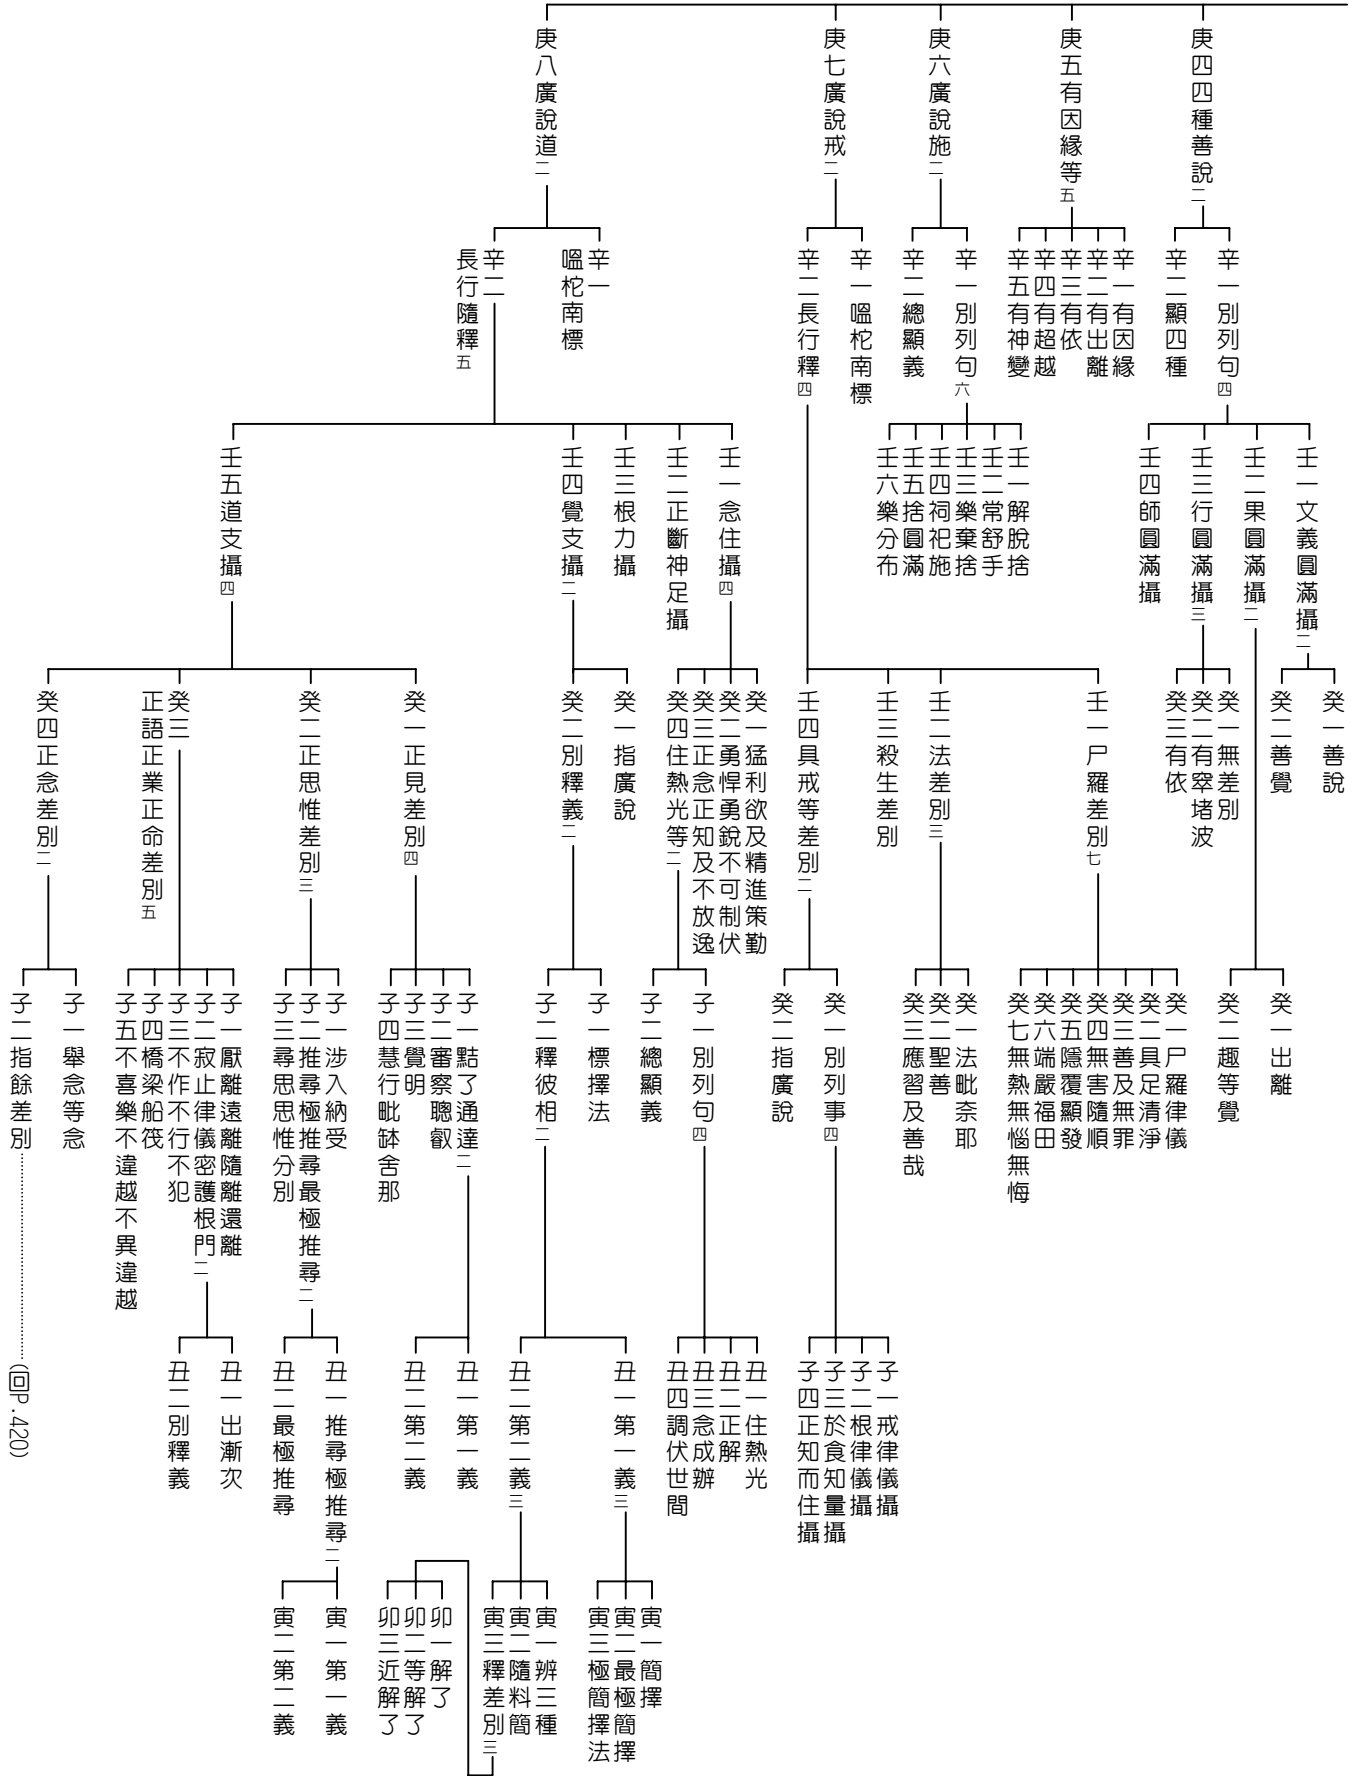 庚四四種善說二
庚五有因緣等五
庚六廣說施二
庚七廣說戒二
庚八廣說道二
辛一別列句四
辛二顯四種
辛一有因緣
辛二有出離
辛三有依
辛四有超越
辛五有神變
辛一別列句六
辛二總顯義
辛一嗢柁南標
辛二長行釋四
辛一
嗢柁南標
辛二
長行隨釋五
壬一文義圓滿攝二
壬二果圓滿攝二
壬三行圓滿攝三
壬四師圓滿攝
壬一解脫捨
壬二常舒手
壬三樂棄捨
壬四祠祀施
壬五捨圓滿
壬六樂分布
壬一念住攝四
壬二正斷神足攝
壬三根力攝
壬四覺支攝二
壬五道支攝四
癸一善說
癸二善覺
癸一無差別
癸二有窣堵波
癸三有依
壬一尸羅差別七
壬二法差別三
壬三殺生差別
壬四具戒等差別二
癸一猛利欲及精進策勤
癸二勇悍勇銳不可制伏
癸三正念正知及不放逸
癸四住熱光等二
癸一指廣說
癸二別釋義二
癸一正見差別四
癸二正思惟差別三
癸三
正語正業正命差別五
癸四正念差別二
癸一出離
癸二趣等覺
癸一尸羅律儀
癸二具足清淨
癸三善及無罪
癸四無害隨順
癸五隱覆顯發
癸六端嚴福田
癸七無熱無惱無悔
癸一法毗奈耶
癸二聖善
癸三應習及善哉
癸一別列事四
癸二指廣說
子一別列句四
子二總顯義
子一標擇法
子二釋彼相二
子一黠了通達二
子二審察聰叡
子三覺明
子四慧行毗缽舍那
子一涉入納受
子二推尋極推尋最極推尋二
子三尋思思惟分別
子一厭離遠離隨離還離
子二寂止律儀密護根門二
子三不作不行不犯
子四橋梁船筏
子五不喜樂不違越不異違越
子一舉念等念
子二指餘差別
(回P.420)
子一戒律儀攝
子二根律儀攝
子三於食知量攝
子四正知而住攝
丑一住熱光
丑二正解
丑三念成辦
丑四調伏世間
丑一第一義三
丑二第二義三
丑一第一義
丑二第二義
丑一推尋極推尋二
丑二最極推尋
丑一出漸次
丑二別釋義
寅一簡擇
寅二最極簡擇
寅三極簡擇法
寅一辨三種
寅二隨料簡
寅三釋差別三
卯一解了
卯二等解了
卯三近解了
寅一第一義
寅二第二義